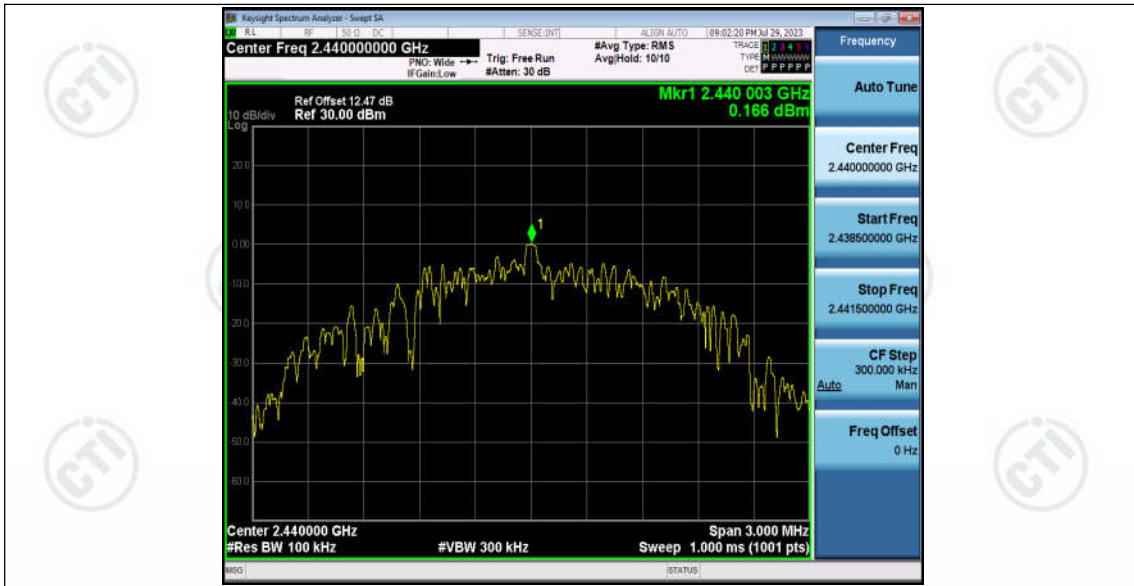 Keysight Spectrum Analyzer - Swept SA
RL RF 50 Ω DC SENSE:INT ALIGN AUTO 09:02:20 PM Jul 29, 2023
Center Freq 2.440000000 GHz
PNO: Wide
IFGain:Low
Trig: Free Run
#Atten: 30 dB
#Avg Type: RMS
Avg|Hold: 10/10
TRACE 1 2 3 4 5 6
TYPE M W W W W W
DET P P P P P P
Ref Offset 12.47 dB
10 dB/div Ref 30.00 dBm
Log
Mkr1 2.440 003 GHz
0.166 dBm
20.0
10.0
0.00
-10.0
-20.0
-30.0
-40.0
-50.0
-60.0
1
Center 2.440000 GHz
Span 3.000 MHz
#Res BW 100 kHz
#VBW 300 kHz
Sweep 1.000 ms (1001 pts)
MSG
STATUS
Frequency
Auto Tune
Center Freq
2.440000000 GHz
Start Freq
2.438500000 GHz
Stop Freq
2.441500000 GHz
CF Step
300.000 kHz
Auto Man
Freq Offset
0 Hz
CTI
CTI
CTI
CTI